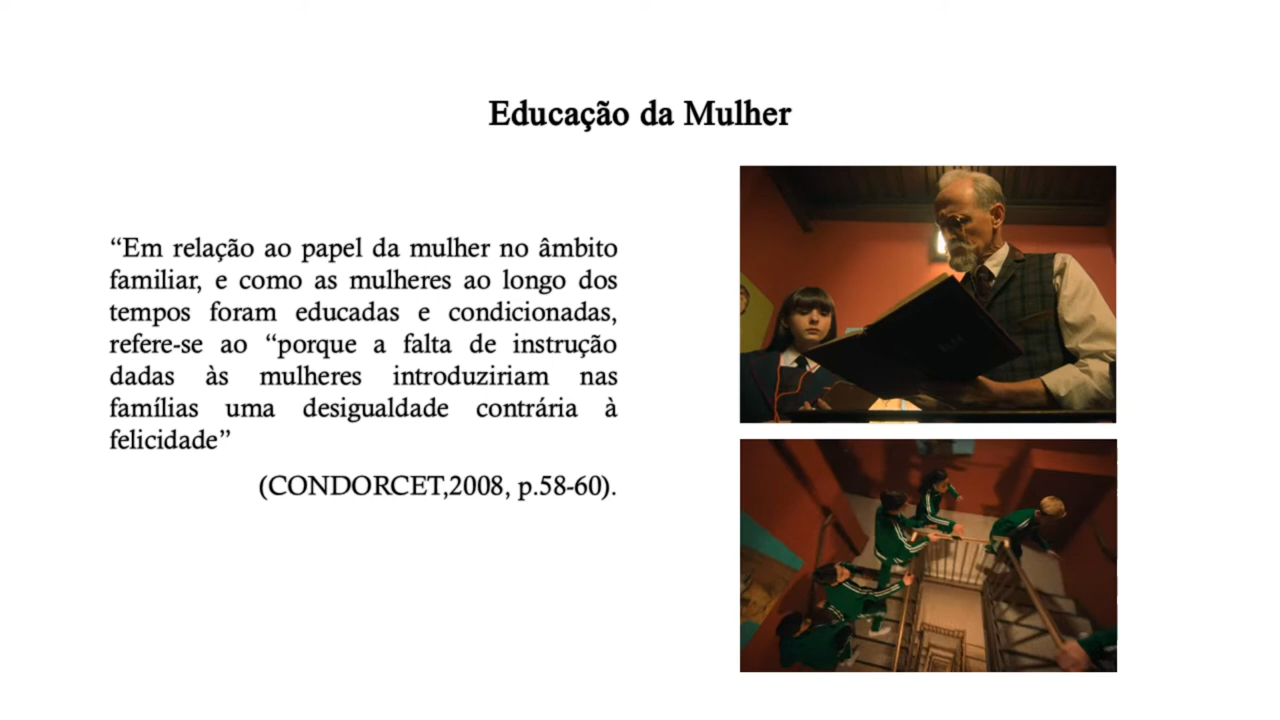 Educação da Mulher
“Em relação ao papel da mulher no âmbito
familiar, e como as mulheres ao longo dos
tempos foram educadas e condicionadas,
refere-se ao “porque a falta de instrução
dadas às mulheres introduziriam nas
famílias uma desigualdade contrária à
felicidade”
(CONDORCET,2008, p.58-60).